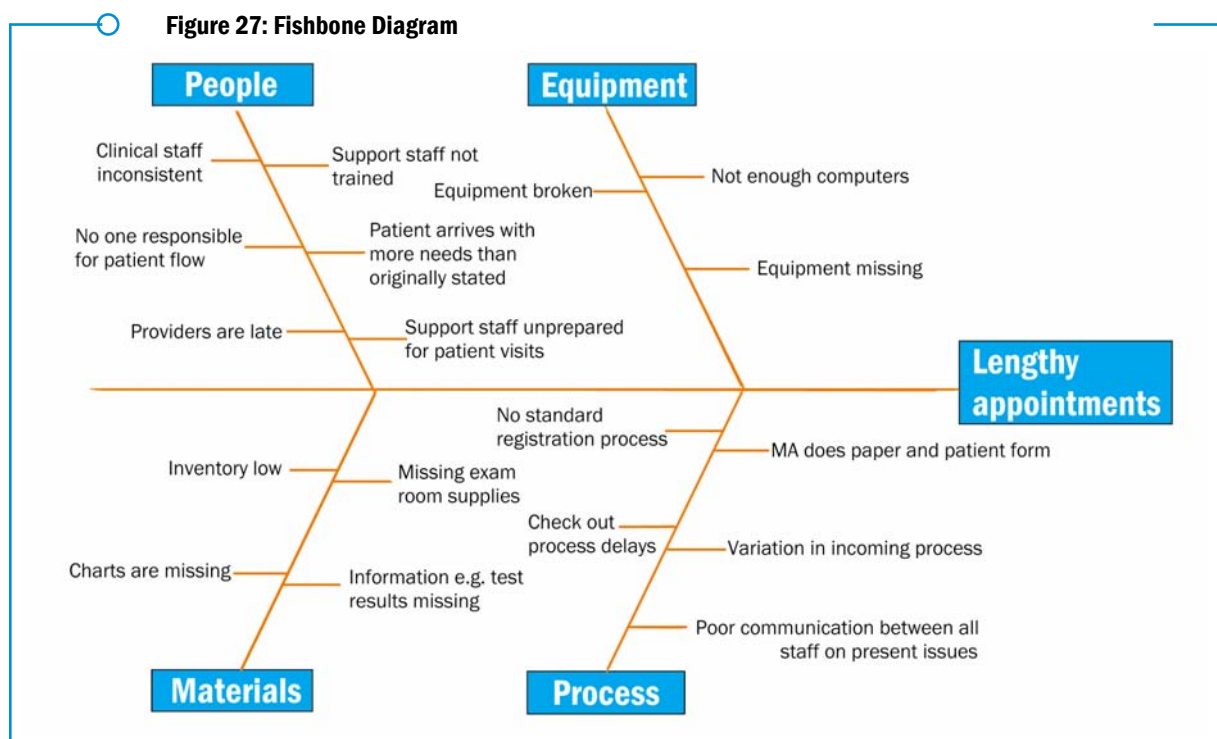 Figure 27: Fishbone Diagram
People
Equipment
Clinical staff
inconsistent
Support staff not
trained
Equipment broken
Not enough computers
No one responsible
for patient flow
Patient arrives with
more needs than
originally stated
Equipment missing
Providers are late
Support staff unprepared
for patient visits
Lengthy
appointments
No standard
registration process
MA does paper and patient form
Inventory low
Missing exam
room supplies
Check out
process delays
Variation in incoming process
Charts are missing
Information e.g. test
results missing
Poor communication between all
staff on present issues
Materials
Process